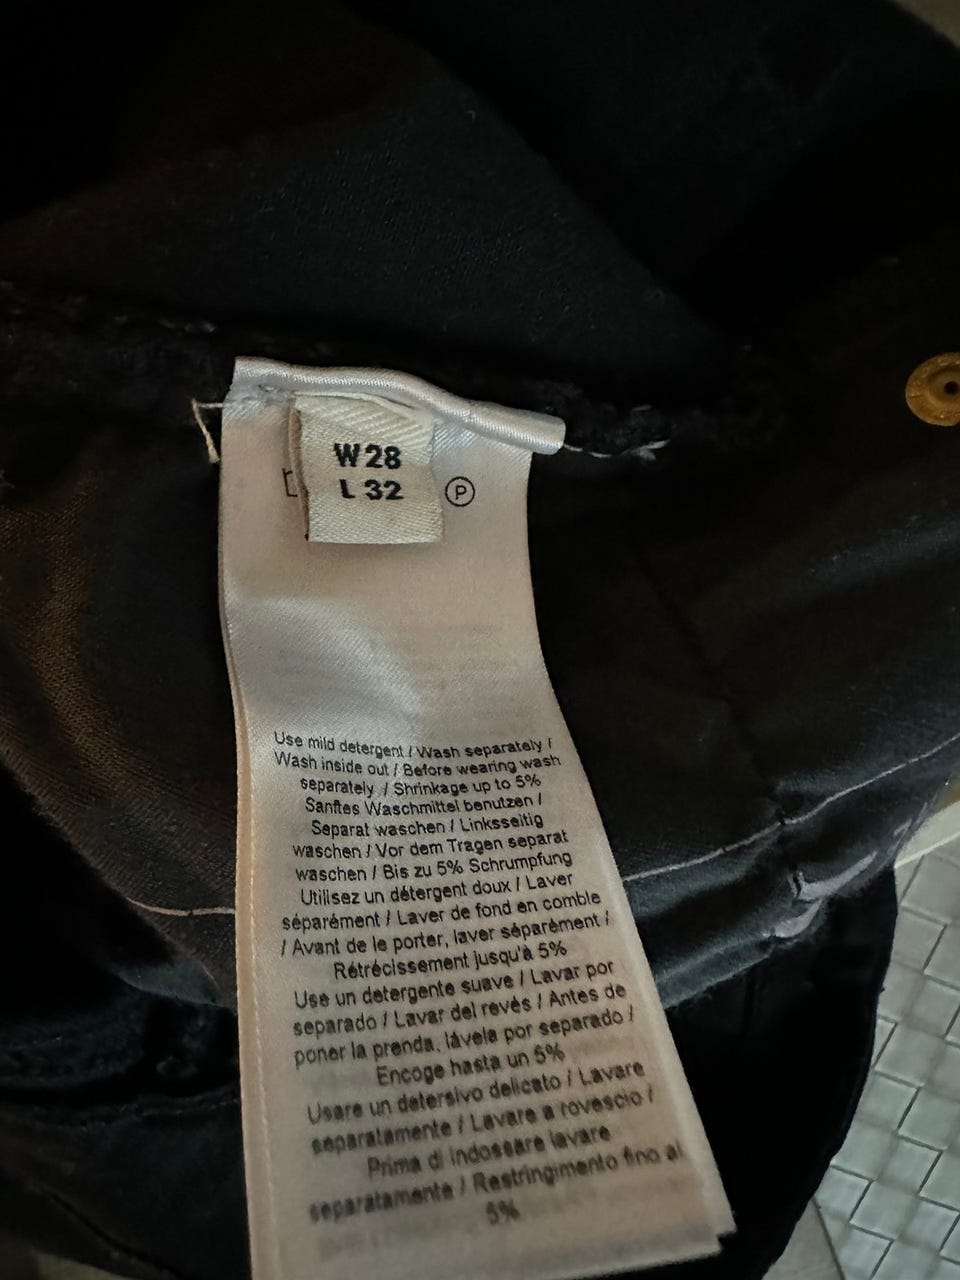 W 28
L 32
P
Use mild detergent / Wash separately /
Wash inside out / Before wearing wash
separately / Shrinkage up to 5%
Sanftes Waschmittel benutzen /
Separat waschen / Linksseitig
waschen / Vor dem Tragen separat
waschen / Bis zu 5% Schrumpfung
Utilisez un détergent doux / Laver
séparément / Laver de fond en comble
/ Avant de le porter, laver séparément /
Rétrécissement jusqu'à 5%
Use un detergente suave / Lavar por
separado / Lavar del revés / Antes de
poner la prenda, lávela por separado /
Encoge hasta un 5%
Usare un detersivo delicato / Lavare
separatamente / Lavare a rovescio /
Prima di indossare lavare
separatamente / Restringimento fino al
5%